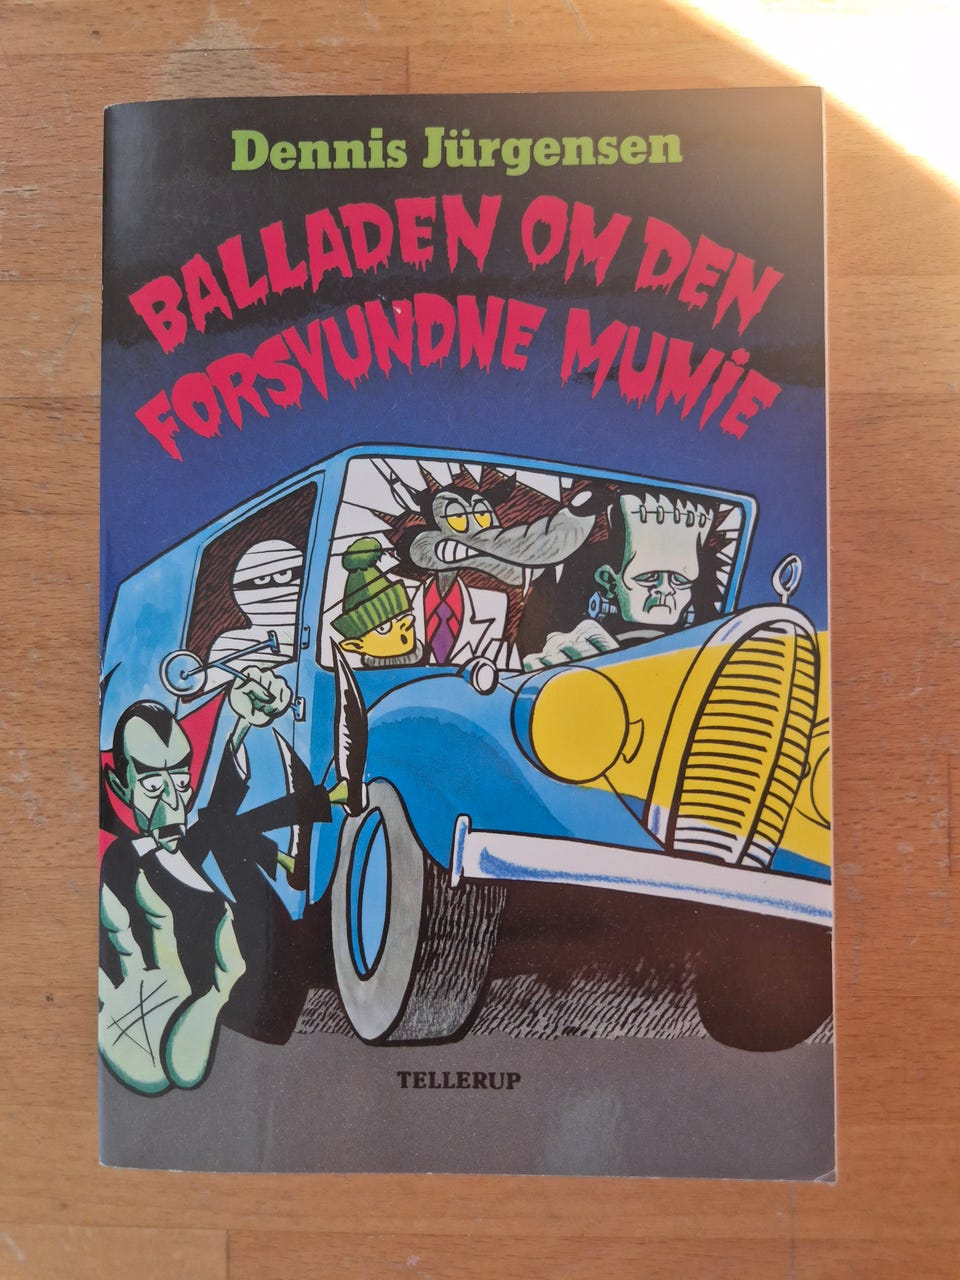 Dennis Jürgensen
BALLADEN OM DEN
FORSVUNDNE MUMiE
TELLERUP